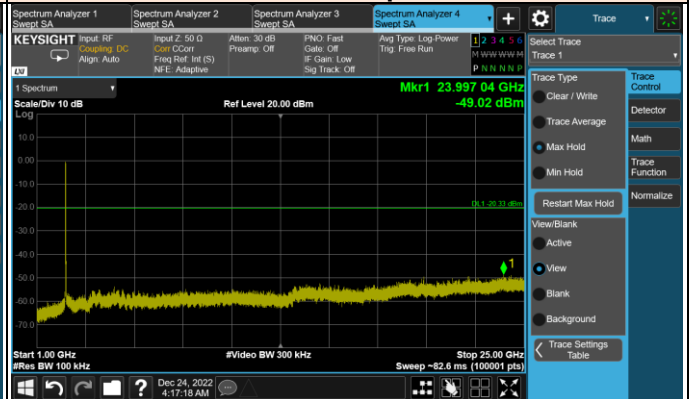 Spectrum Analyzer 1
Swept SA
Spectrum Analyzer 2
Swept SA
Spectrum Analyzer 3
Swept SA
Spectrum Analyzer 4
Swept SA
+
Trace
KEYSIGHT
Input: RF
Coupling: DC
Align: Auto
Input Z: 50 Ω
Corr CCorr
Freq Ref: Int (S)
NFE: Adaptive
Atten: 30 dB
Preamp: Off
PNO: Fast
Gate: Off
IF Gain: Low
Sig Track: Off
Avg Type: Log-Power
Trig: Free Run
1 2 3 4 5 6
M W W W W W
P N N N N P
LXI
Select Trace
Trace 1
1 Spectrum
Mkr1 23.997 04 GHz
-49.02 dBm
Scale/Div 10 dB
Ref Level 20.00 dBm
Log
10.0
0.00
-10.0
-20.0
-30.0
-40.0
-50.0
-60.0
-70.0
DL1 -20.33 dBm
1
Start 1.00 GHz
#Res BW 100 kHz
#Video BW 300 kHz
Stop 25.00 GHz
Sweep ~82.6 ms (100001 pts)
Trace Type
Clear / Write
Trace Average
Max Hold
Min Hold
Restart Max Hold
View/Blank
Active
View
Blank
Background
Trace Settings
Table
Trace
Control
Detector
Math
Trace
Function
Normalize
?
Dec 24, 2022
4:17:18 AM